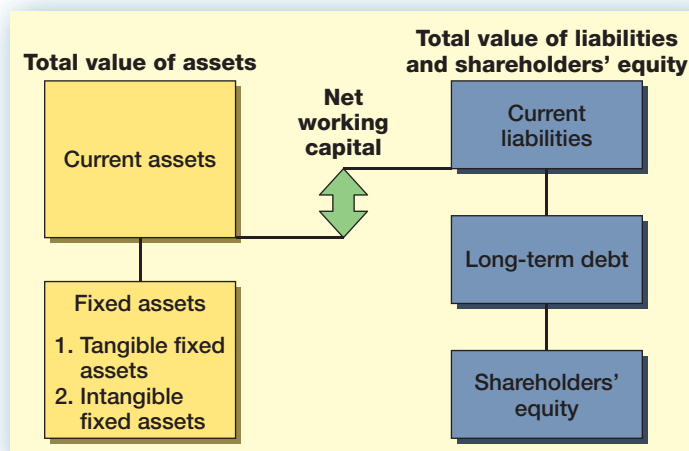 Total value of assets
Current assets
Fixed assets
1. Tangible fixed
assets
2. Intangible
fixed assets
Net
working
capital
Total value of liabilities
and shareholders' equity
Current
liabilities
Long-term debt
Shareholders'
equity